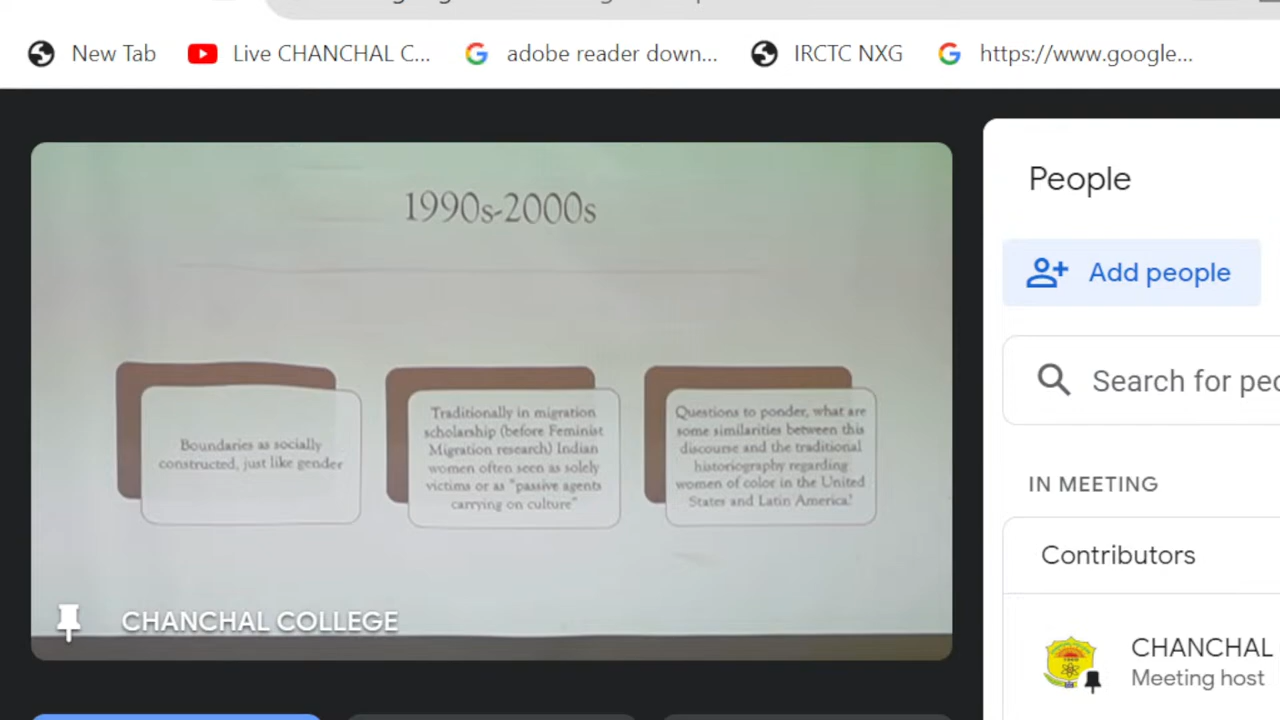 New Tab
Live CHANCHAL C...
adobe reader down...
IRCTC NXG
https://www.google...
1990s-2000s
Boundaries as socially
constructed, just like gender
Traditionally in migration
scholarship (before Feminist
Migration research) Indian
women often seen as solely
victims or as "passive agents
carrying on culture"
Questions to ponder, what are
some similarities between this
discourse and the traditional
historiography regarding
women of color in the United
States and Latin America?
CHANCHAL COLLEGE
People
Add people
Search for peo
IN MEETING
Contributors
CHANCHAL
Meeting host